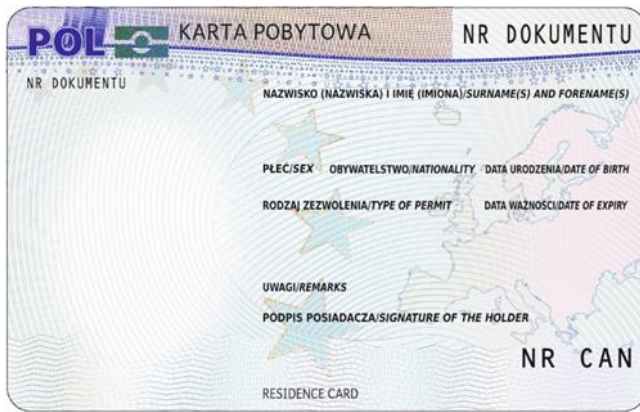 POL KARTA POBYTOWA NR DOKUMENTU
NR DOKUMENTU
NAZWISKO (NAZWISKA) I IMIĘ (IMIONA)/SURNAME(S) AND FORENAME(S)
PŁEĆ/SEX OBYWATELSTWO/NATIONALITY DATA URODZENIA/DATE OF BIRTH
RODZAJ ZEZWOLENIA/TYPE OF PERMIT DATA WAŻNOŚCI/DATE OF EXPIRY
UWAGI/REMARKS
PODPIS POSIADACZA/SIGNATURE OF THE HOLDER
NR CAN
RESIDENCE CARD